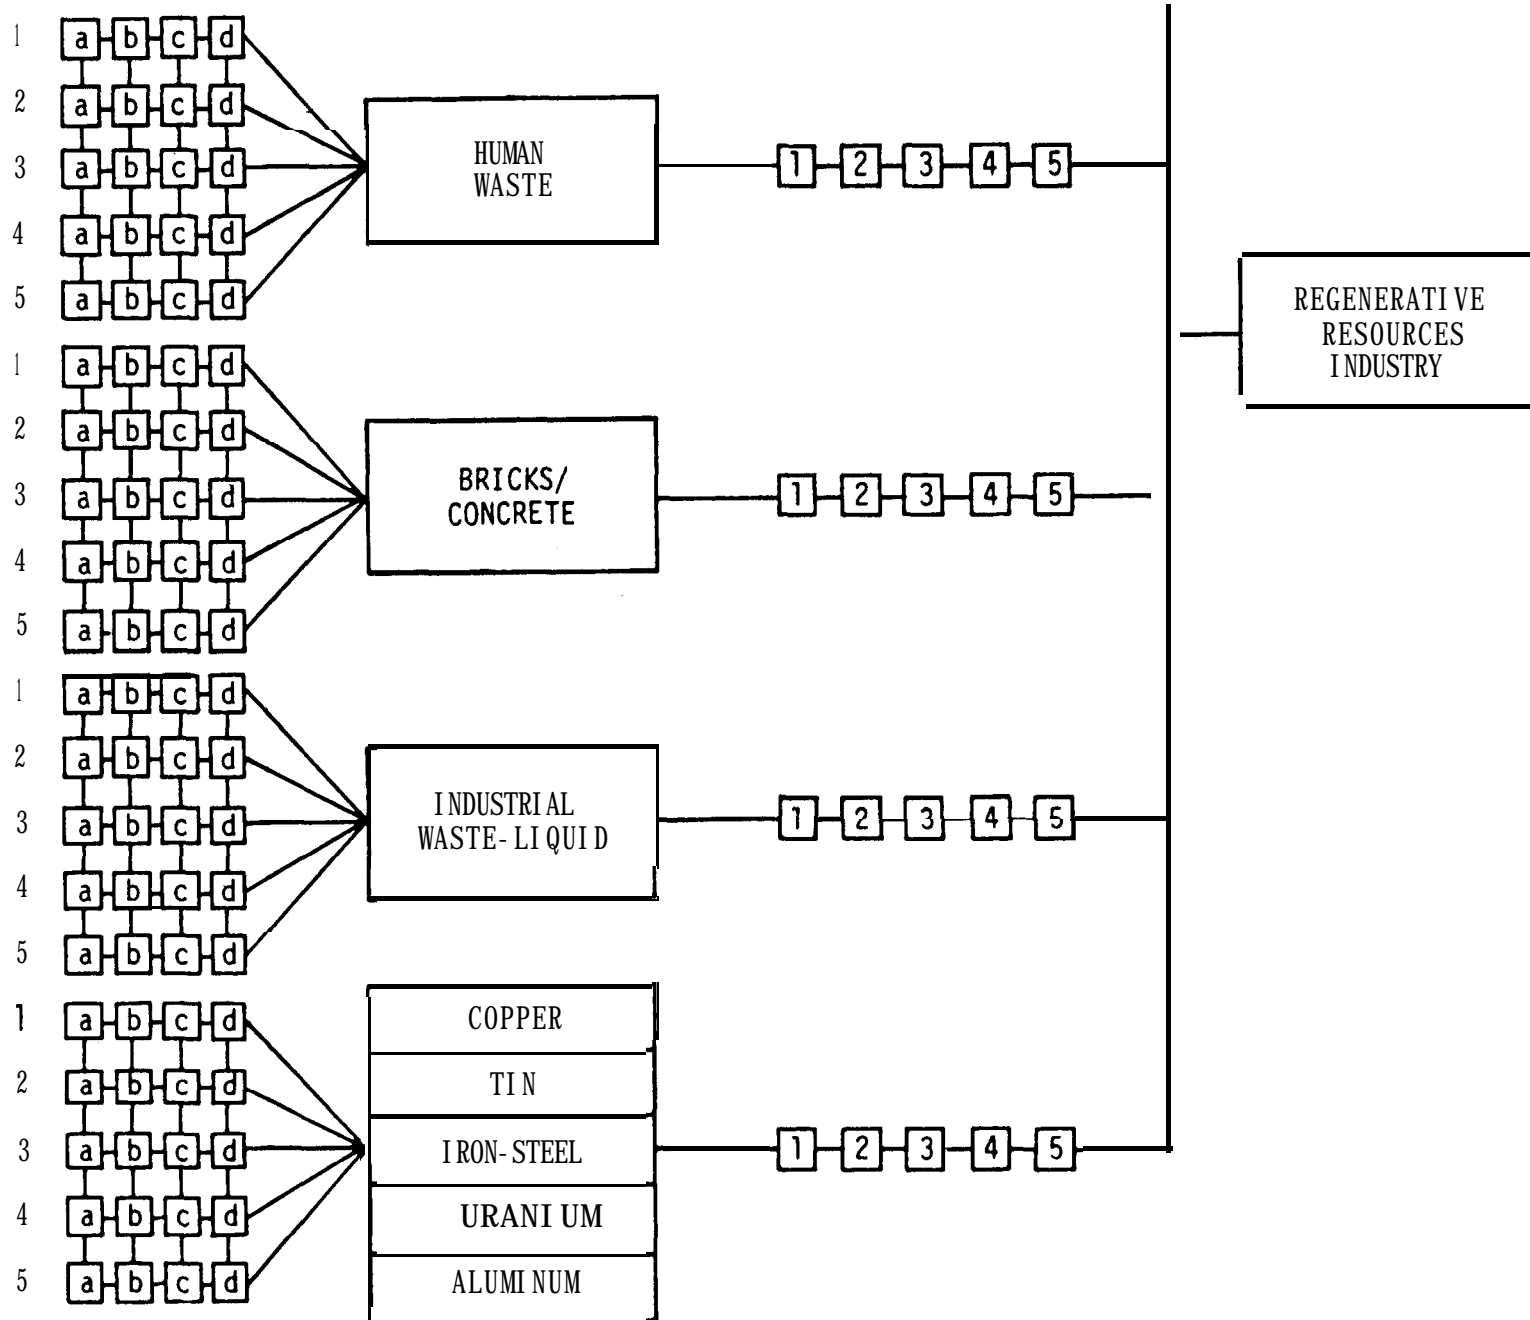 1 a b c d
2 a b c d
3 a b c d
4 a b c d
5 a b c d
HUMAN
WASTE
1 2 3 4 5
1 a b c d
2 a b c d
3 a b c d
4 a b c d
5 a b c d
BRICKS/
CONCRETE
1 2 3 4 5
1 a b c d
2 a b c d
3 a b c d
4 a b c d
5 a b c d
INDUSTRIAL
WASTE-LIQUID
1 2 3 4 5
1 a b c d
2 a b c d
3 a b c d
4 a b c d
5 a b c d
COPPER
TIN
IRON-STEEL
URANIUM
ALUMINUM
1 2 3 4 5
REGENERATIVE
RESOURCES
INDUSTRY